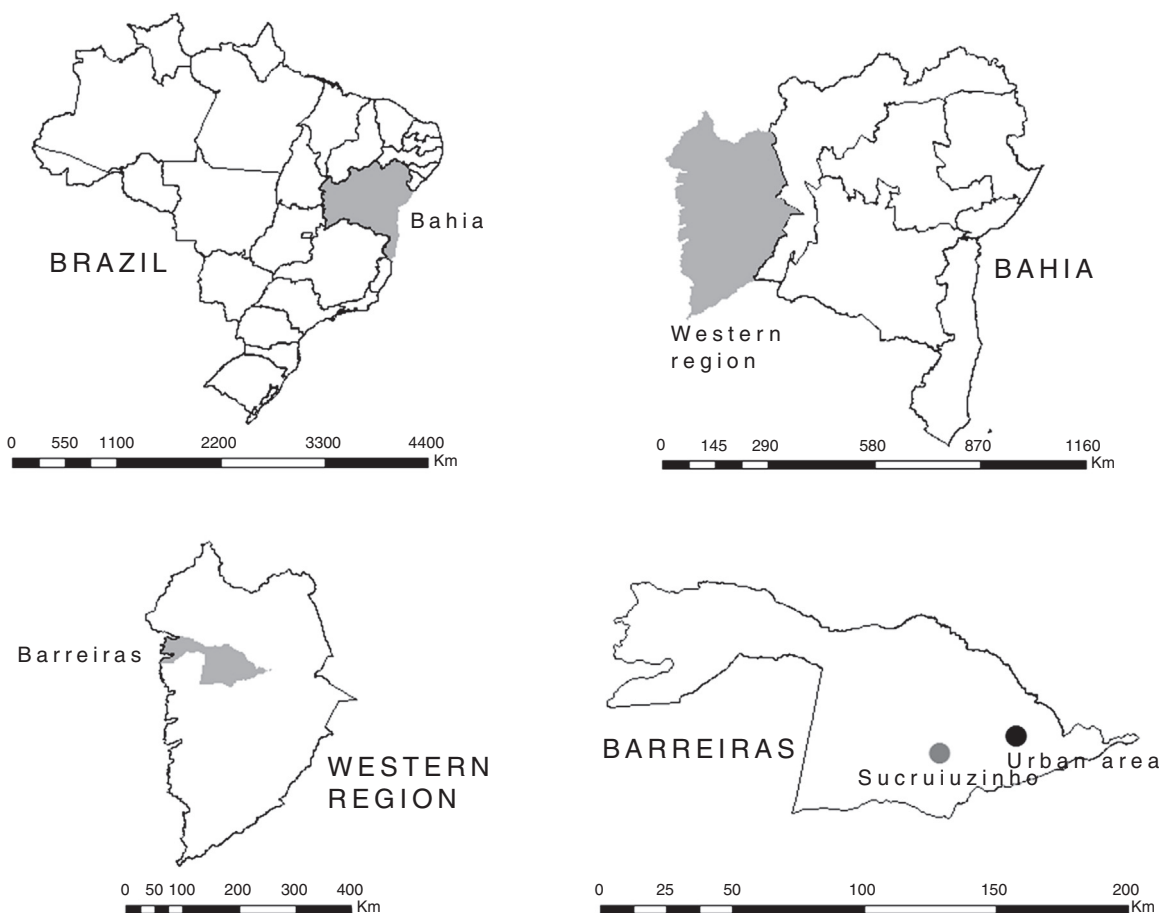 Bahia
BRAZIL
0 550 1100 2200 3300 4400
Km
BAHIA
Western
region
0 145 290 580 870 1160
Km
Barreiras
WESTERN
REGION
0 50 100 200 300 400
Km
BARREIRAS
Urban area
Sucruiuzinho
0 25 50 100 150 200
Km